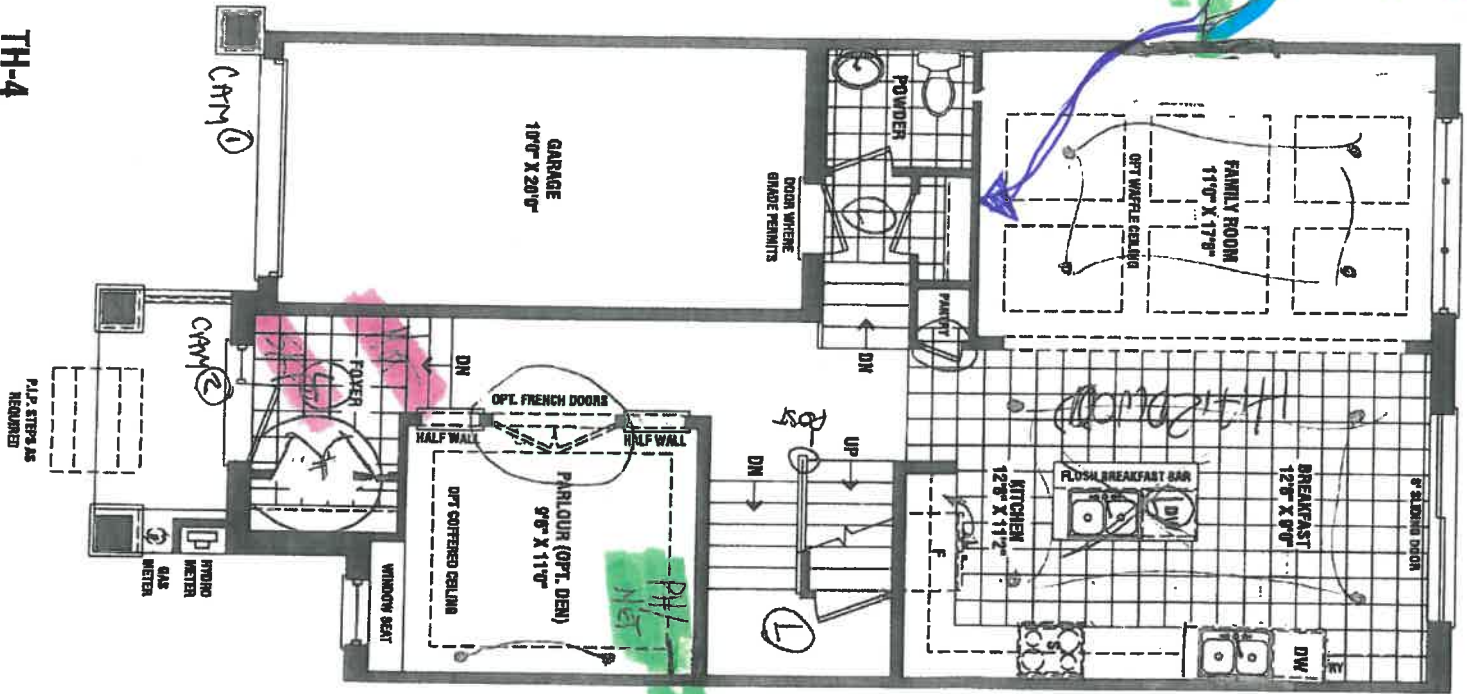 TH-4
CAM 1
GARAGE
10'0" X 20'0"
POWDER
DOOR WHERE
GRADE PERMITS
FAMILY ROOM
11'0" X 17'8"
OPT WAFFLE CEILING
PANTRY
DN
CAM 2
P.I.P. STEPS AS
REQUIRED
FOYER
DN
OPT. FRENCH DOORS
HALF WALL
HALF WALL
PARLOUR (OPT. DEN)
9'6" X 11'0"
OPT COFFERED CEILING
WINDOW SEAT
HYDRO
METER
GAS
METER
PH/
NET
POST
UP
DN
L
HARDWOOD
FLUSH BREAKFAST BAR
DW
KITCHEN
12'6" X 11'2"
F
BREAKFAST
12'6" X 9'0"
8' SLIDING DOOR
S
DW